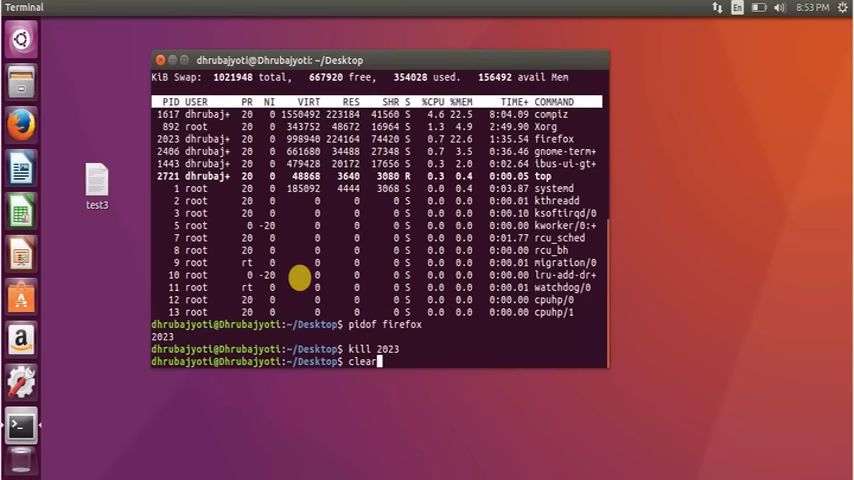 Terminal
En
8:53 PM
dhrubajyoti@Dhrubajyoti: ~/Desktop
KiB Swap: 1021948 total, 667920 free, 354028 used. 156492 avail Mem
PID USER PR NI VIRT RES SHR S %CPU %MEM TIME+ COMMAND
1617 dhrubaj+ 20 0 1550492 223184 41560 S 4.6 22.5 8:04.09 compiz
892 root 20 0 343752 48672 16964 S 1.3 4.9 2:49.90 Xorg
2023 dhrubaj+ 20 0 998940 224164 74420 S 0.7 22.6 1:35.54 firefox
2406 dhrubaj+ 20 0 661680 34488 27348 S 0.3 3.5 0:36.46 gnome-term+
1443 dhrubaj+ 20 0 479428 20172 17656 S 0.3 2.0 0:02.64 ibus-ui-gt+
2721 dhrubaj+ 20 0 48868 3640 3080 R 0.3 0.4 0:00.05 top
1 root 20 0 185092 4444 3068 S 0.0 0.4 0:03.87 systemd
2 root 20 0 0 0 0 S 0.0 0.0 0:00.01 kthreadd
3 root 20 0 0 0 0 S 0.0 0.0 0:00.10 ksoftirqd/0
5 root 0 -20 0 0 0 S 0.0 0.0 0:00.00 kworker/0:+
7 root 20 0 0 0 0 S 0.0 0.0 0:01.77 rcu_sched
8 root 20 0 0 0 0 S 0.0 0.0 0:00.00 rcu_bh
9 root rt 0 0 0 0 S 0.0 0.0 0:00.01 migration/0
10 root 0 -20 0 0 0 S 0.0 0.0 0:00.00 lru-add-dr+
11 root rt 0 0 0 0 S 0.0 0.0 0:00.01 watchdog/0
12 root 20 0 0 0 0 S 0.0 0.0 0:00.00 cpuhp/0
13 root 20 0 0 0 0 S 0.0 0.0 0:00.00 cpuhp/1
dhrubajyoti@Dhrubajyoti:~/Desktop$ pidof firefox
2023
dhrubajyoti@Dhrubajyoti:~/Desktop$ kill 2023
dhrubajyoti@Dhrubajyoti:~/Desktop$ clear
test3